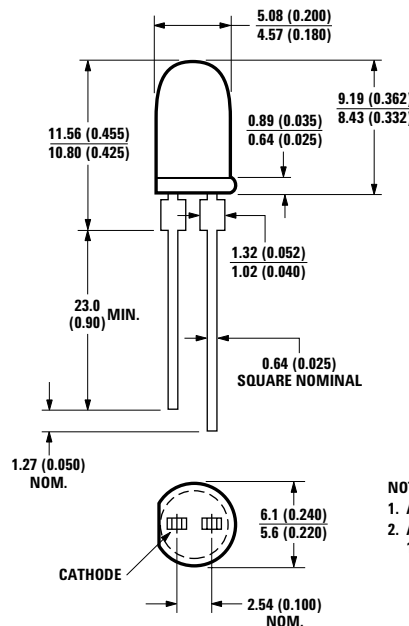 5.08 (0.200)
4.57 (0.180)
9.19 (0.362)
8.43 (0.332)
0.89 (0.035)
0.64 (0.025)
11.56 (0.455)
10.80 (0.425)
1.32 (0.052)
1.02 (0.040)
23.0
(0.90) MIN.
0.64 (0.025)
SQUARE NOMINAL
1.27 (0.050)
NOM.
6.1 (0.240)
5.6 (0.220)
CATHODE
2.54 (0.100)
NOM.
1. A
2. A